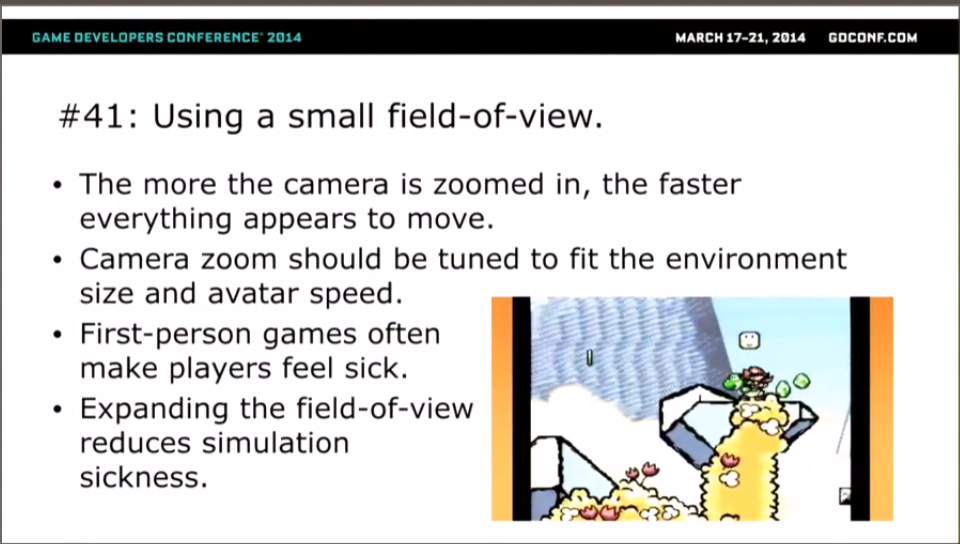 GAME DEVELOPERS CONFERENCE® 2014
MARCH 17-21, 2014 GDCONF.COM
#41: Using a small field-of-view.
• The more the camera is zoomed in, the faster
everything appears to move.
• Camera zoom should be tuned to fit the environment
size and avatar speed.
• First-person games often
make players feel sick.
• Expanding the field-of-view
reduces simulation
sickness.